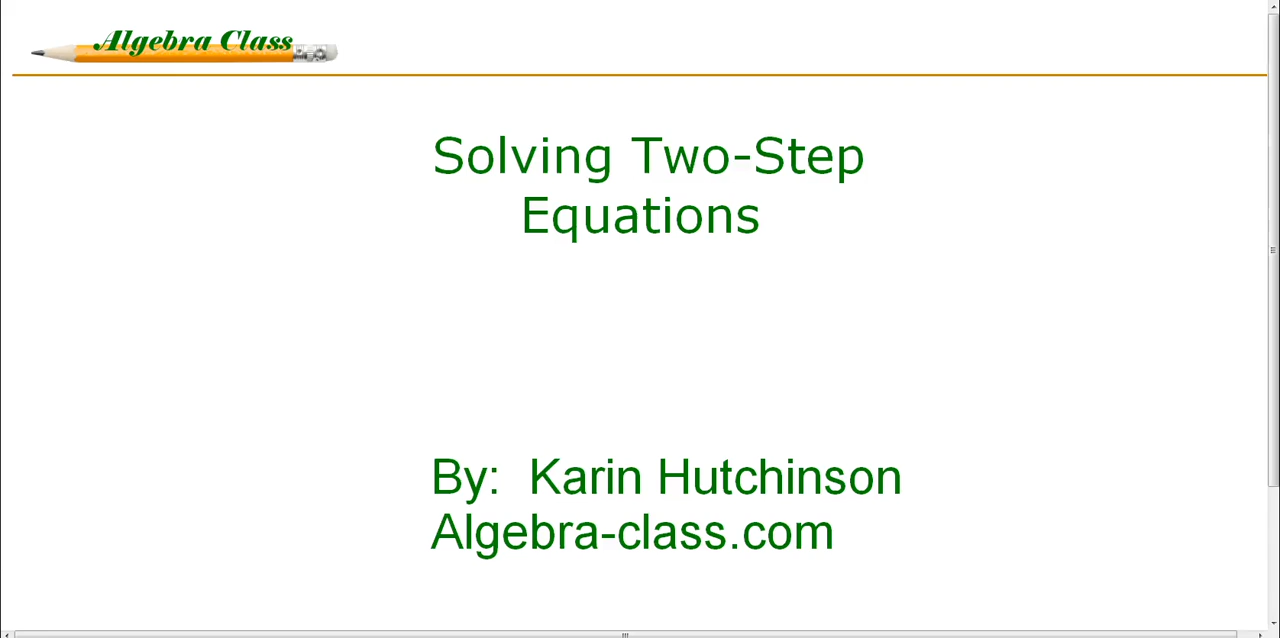 Algebra Class
Solving Two-Step
Equations
By: Karin Hutchinson
Algebra-class.com